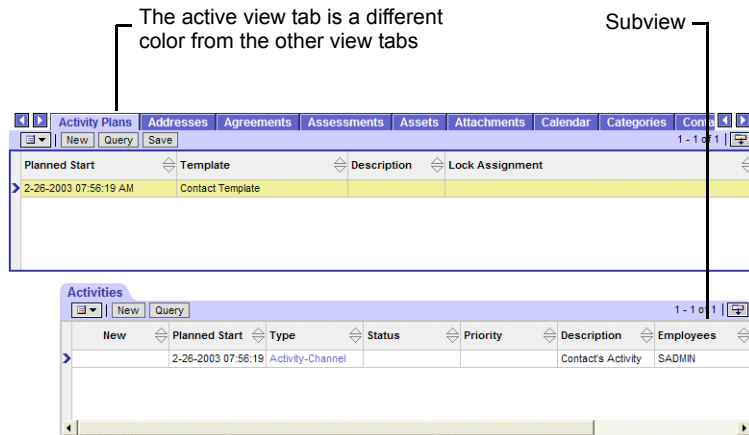 The active view tab is a different
color from the other view tabs
Subview
Activity Plans Addresses Agreements Assessments Assets Attachments Calendar Categories
New Query Save 1 - 1 of 1
Planned Start Template Description Lock Assignment
2-26-2003 07:56:19 AM Contact Template
Activities
New Query 1 - 1 of 1
New Planned Start Type Status Priority Description Employees
2-26-2003 07:56:19 Activity-Channel Contact's Activity SADMIN